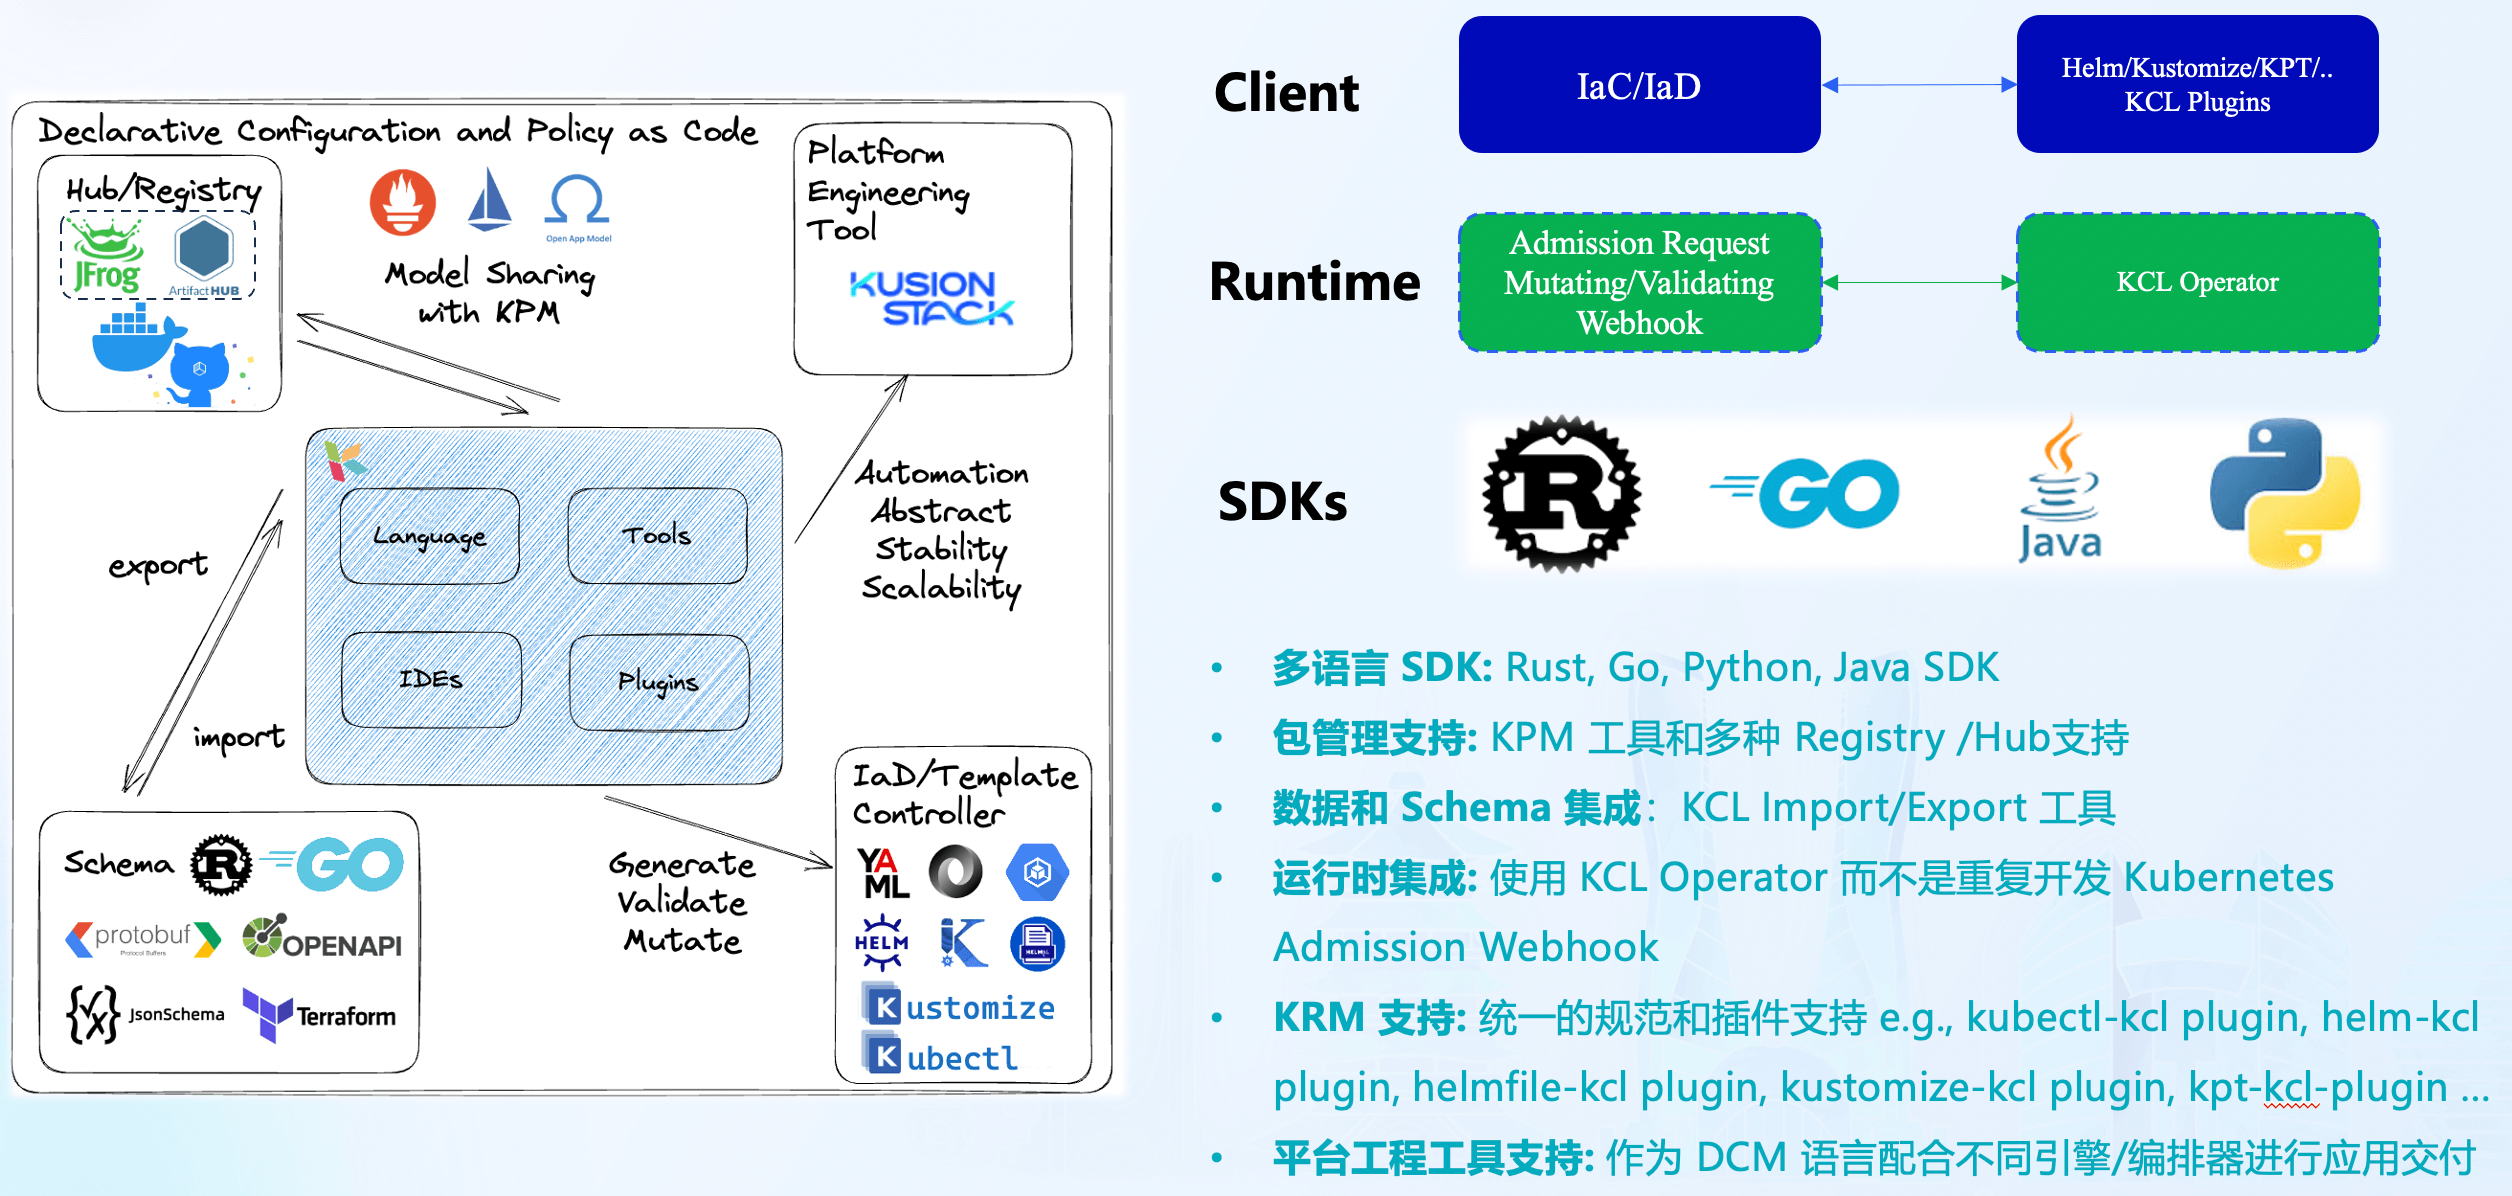 Declarative Configuration and Policy as Code
Hub/Registry
JFrog
Artifact HUB
Open App Model
Model Sharing
with KPM
Platform
Engineering
Tool
KUSION
STACK
Language
Tools
IDEs
Plugins
export
import
Automation
Abstract
Stability
Scalability
Schema
GO
protobuf
Protocol Buffers
OPENAPI
JsonSchema
Terraform
Generate
Validate
Mutate
IaD/Template
Controller
YAML
HELM
HELMFILE
Kustomize
Kubectl
Client
IaC/IaD
Helm/Kustomize/KPT/..
KCL Plugins
Runtime
Admission Request
Mutating/Validating
Webhook
KCL Operator
SDKs
R
GO
Java
• 多语言 SDK: Rust, Go, Python, Java SDK
• 包管理支持: KPM 工具和多种 Registry /Hub支持
• 数据和 Schema 集成：KCL Import/Export 工具
• 运行时集成: 使用 KCL Operator 而不是重复开发 Kubernetes
Admission Webhook
• KRM 支持: 统一的规范和插件支持 e.g., kubectl-kcl plugin, helm-kcl
plugin, helmfile-kcl plugin, kustomize-kcl plugin, kpt-kcl-plugin ...
• 平台工程工具支持: 作为 DCM 语言配合不同引擎/编排器进行应用交付